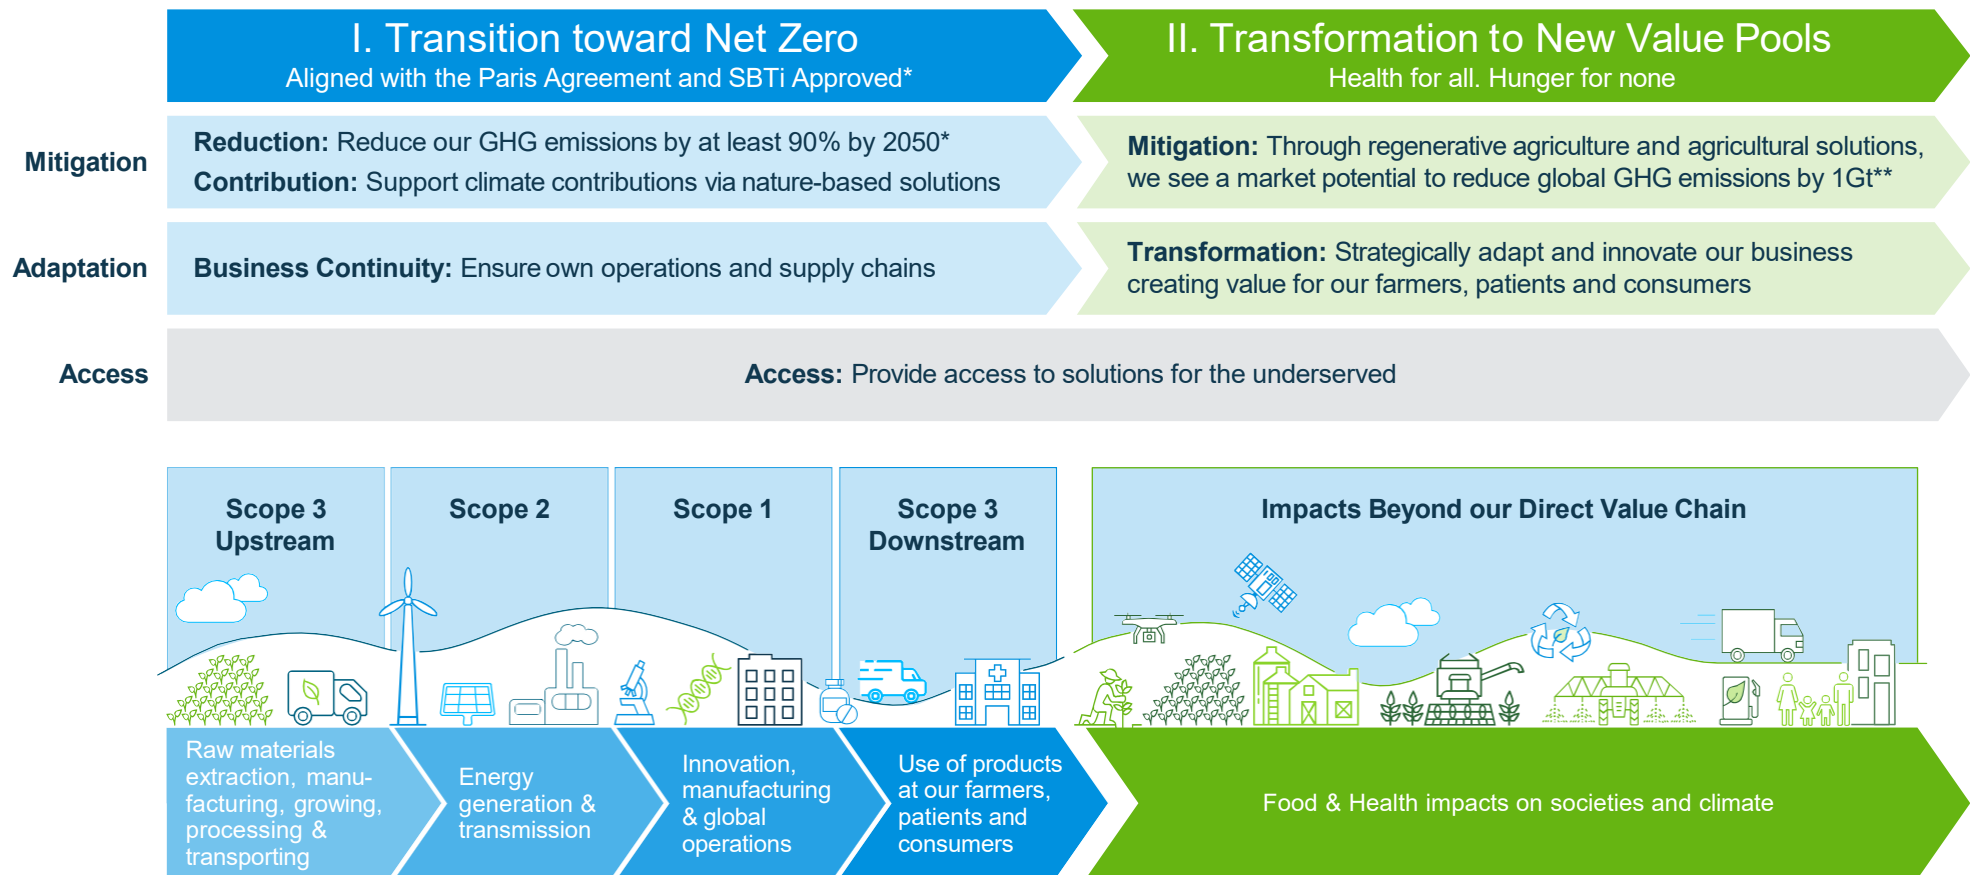 I. Transition toward Net Zero
Aligned with the Paris Agreement and SBTi Approved*
II. Transformation to New Value Pools
Health for all. Hunger for none
Mitigation
Reduction: Reduce our GHG emissions by at least 90% by 2050*
Contribution: Support climate contributions via nature-based solutions
Mitigation: Through regenerative agriculture and agricultural solutions,
we see a market potential to reduce global GHG emissions by 1Gt**
Adaptation
Business Continuity: Ensure own operations and supply chains
Transformation: Strategically adapt and innovate our business
creating value for our farmers, patients and consumers
Access
Access: Provide access to solutions for the underserved
Scope 3
Upstream
Scope 2
Scope 1
Scope 3
Downstream
Impacts Beyond our Direct Value Chain
Raw materials
extraction, manu-
facturing, growing,
processing &
transporting
Energy
generation &
transmission
Innovation,
manufacturing
& global
operations
Use of products
at our farmers,
patients and
consumers
Food & Health impacts on societies and climate